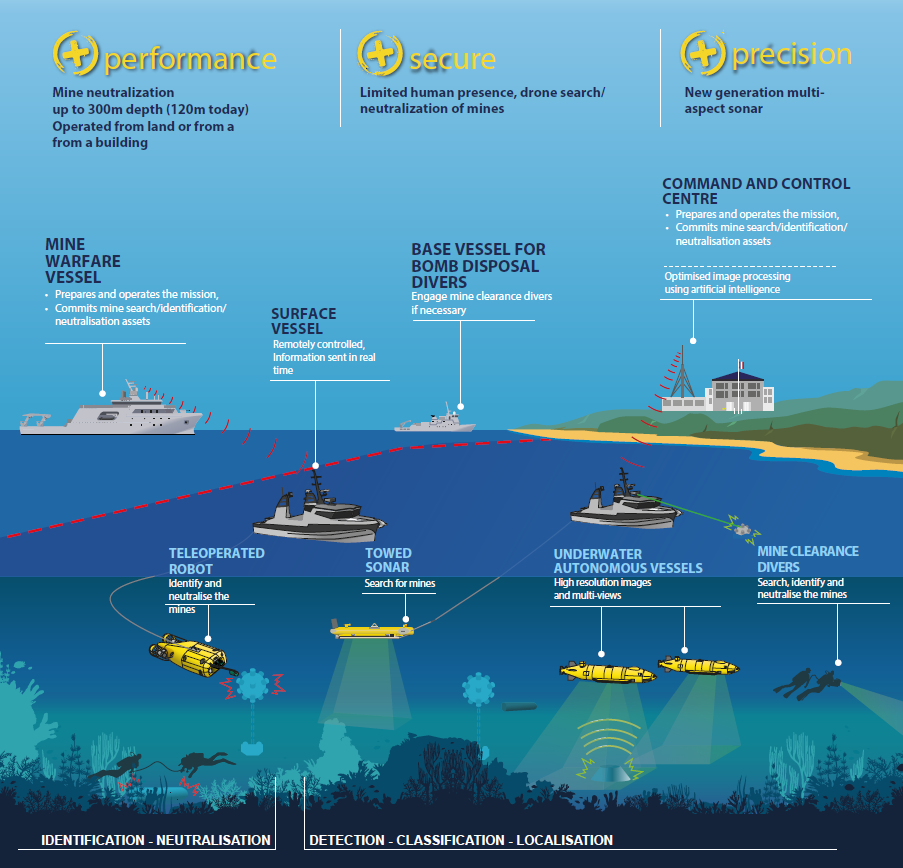 performance
Mine neutralization
up to 300m depth (120m today)
Operated from land or from a
from a building
sécure
Limited human presence, drone search/
neutralization of mines
précision
New generation multi-
aspect sonar
MINE
WARFARE
VESSEL
• Prepares and operates the mission,
• Commits mine search/identification/
neutralisation assets
SURFACE
VESSEL
Remotely controlled,
Information sent in real
time
BASE VESSEL FOR
BOMB DISPOSAL
DIVERS
Engage mine clearance divers
if necessary
COMMAND AND CONTROL
CENTRE
• Prepares and operates the mission,
• Commits mine search/identification/
neutralisation assets
Optimised image processing
using artificial intelligence
TELEOPERATED
ROBOT
Identify and
neutralise the
mines
TOWED
SONAR
Search for mines
UNDERWATER
AUTONOMOUS VESSELS
High resolution images
and multi-views
MINE CLEARANCE
DIVERS
Search, identify and
neutralise the mines
IDENTIFICATION - NEUTRALISATION
DETECTION - CLASSIFICATION - LOCALISATION